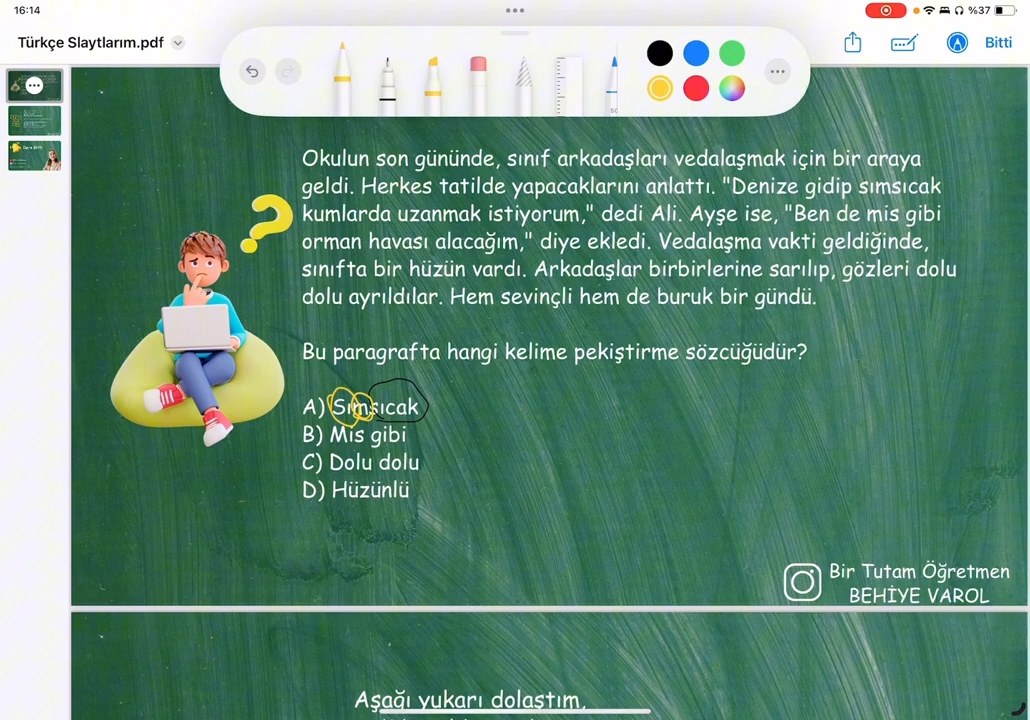 16:14
%37
Türkçe Slaytlarım.pdf
Bitti
Okulun son gününde, sınıf arkadaşları vedalaşmak için bir araya
geldi. Herkes tatilde yapacaklarını anlattı. "Denize gidip sımsıcak
kumlarda uzanmak istiyorum," dedi Ali. Ayşe ise, "Ben de mis gibi
orman havası alacağım," diye ekledi. Vedalaşma vakti geldiğinde,
sınıfta bir hüzün vardı. Arkadaşlar birbirlerine sarılıp, gözleri dolu
dolu ayrıldılar. Hem sevinçli hem de buruk bir gündü.
Bu paragrafta hangi kelime pekiştirme sözcüğüdür?
A) Sımsıcak
B) Mis gibi
C) Dolu dolu
D) Hüzünlü
Bir Tutam Öğretmen
BEHİYE VAROL
Aşağı yukarı dolaştım,